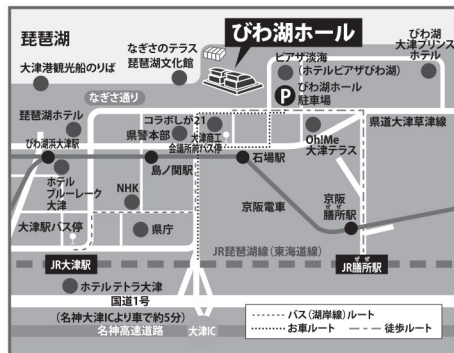 琵琶湖
なぎさのテラス
琵琶湖文化館
びわ湖ホール
大津港観光船のりば
ピアザ淡海
(ホテルピアザびわ湖)
びわ湖
大津プリンス
ホテル
P
びわ湖ホール
駐車場
なぎさ通り
琵琶湖ホテル
コラボしが21
県警本部
大津商工
会議所前バス停
県道大津草津線
Oh!Me
大津テラス
びわ湖浜大津駅
島ノ関駅
石場駅
ホテル
ブルーレーク
大津
NHK
京阪電車
京阪
膳所駅
ぜぜ
大津駅バス停
県庁
JR琵琶湖線(東海道線)
JR大津駅
JR膳所駅
ぜぜ
ホテルテトラ大津
国道1号
(名神大津ICより車で約5分)
名神高速道路
大津IC
バス(湖岸線)ルート
お車ルート
徒歩ルート